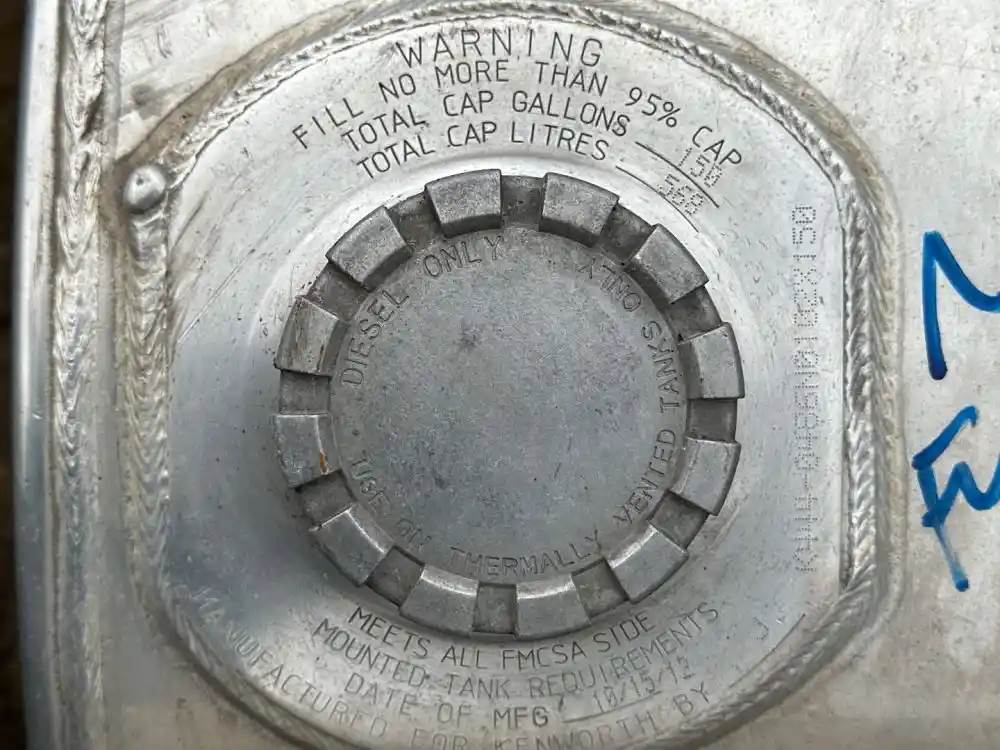 WARNING
FILL NO MORE THAN 95% CAP
TOTAL CAP GALLONS 150
TOTAL CAP LITRES 568
DIESEL ONLY
USE ON THERMALLY VENTED TANKS ONLY
MEETS ALL FMCSA SIDE
MOUNTED TANK REQUIREMENTS
DATE OF MFG 10/15/12
MANUFACTURED FOR KENWORTH BY